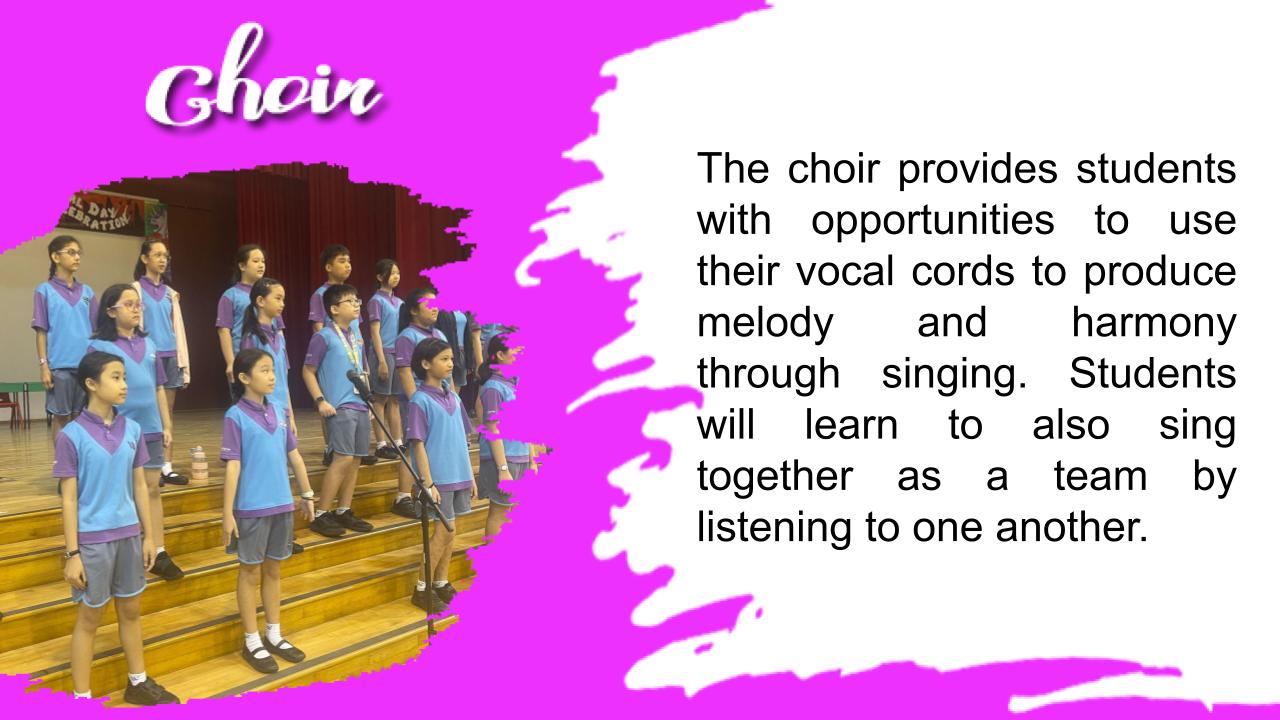 Choir
AL DAY
EBRATION
The choir provides students
with opportunities to use
their vocal cords to produce
melody and harmony
through singing. Students
will learn to also sing
together as a team by
listening to one another.